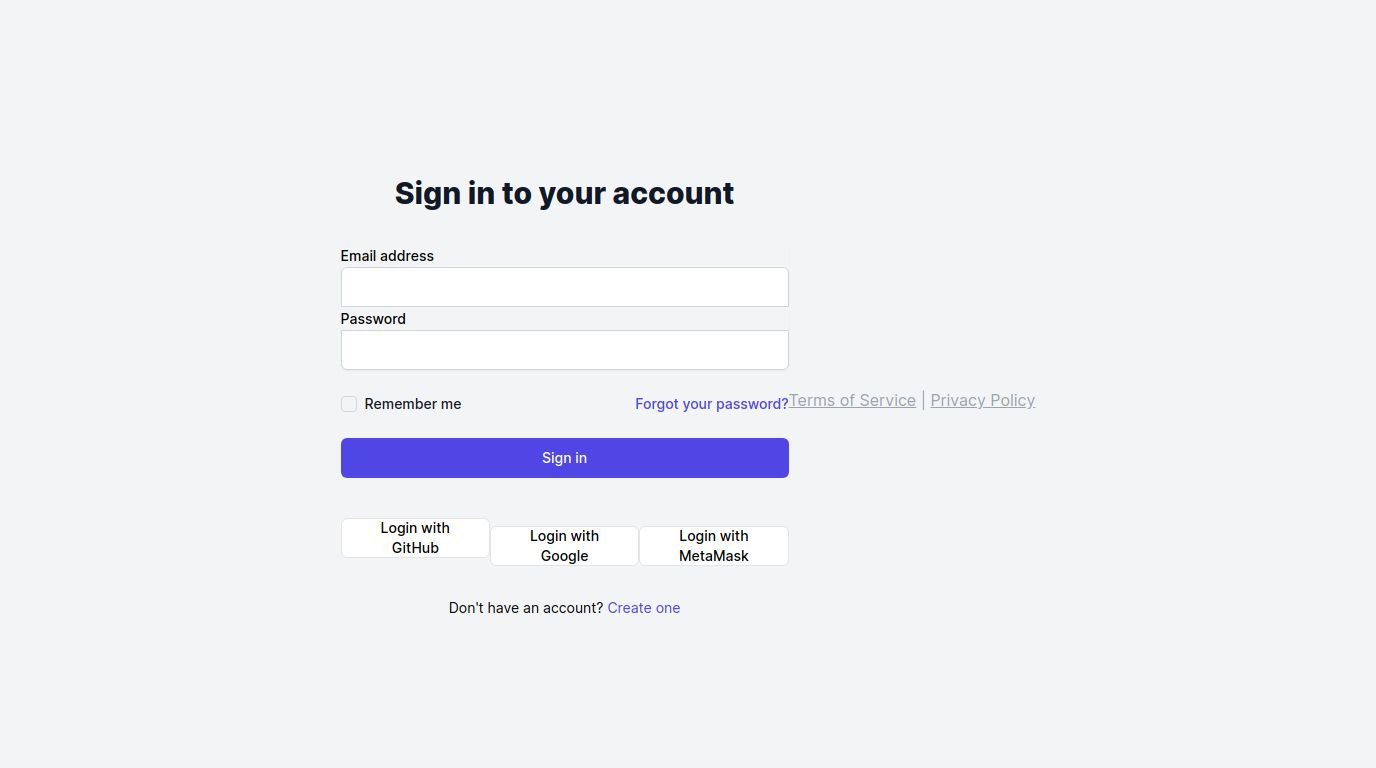 Sign in to your account
Email address
Password
Remember me
Forgot your password?
Terms of Service | Privacy Policy
Sign in
Login with
GitHub
Login with
Google
Login with
MetaMask
Don't have an account? Create one